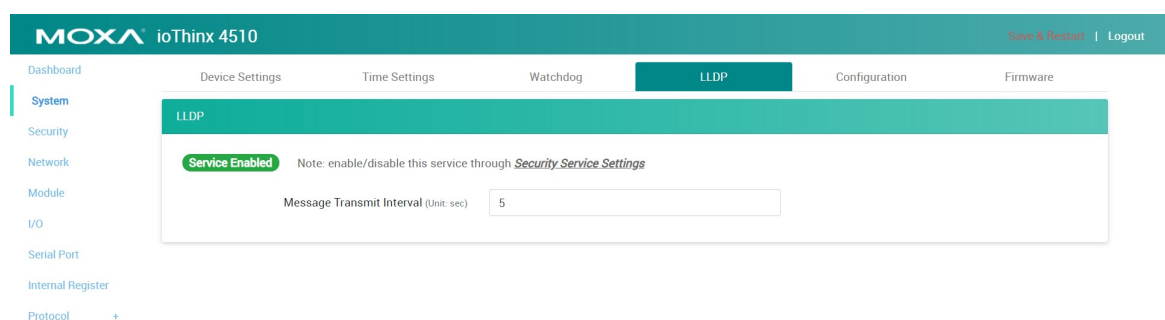 MOXA® ioThinx 4510
Save & Restart | Logout
Dashboard
System
Security
Network
Module
I/O
Serial Port
Internal Register
Protocol +
Device Settings
Time Settings
Watchdog
LLDP
Configuration
Firmware
LLDP
Service Enabled Note: enable/disable this service through Security Service Settings
Message Transmit Interval (Unit: sec) 5